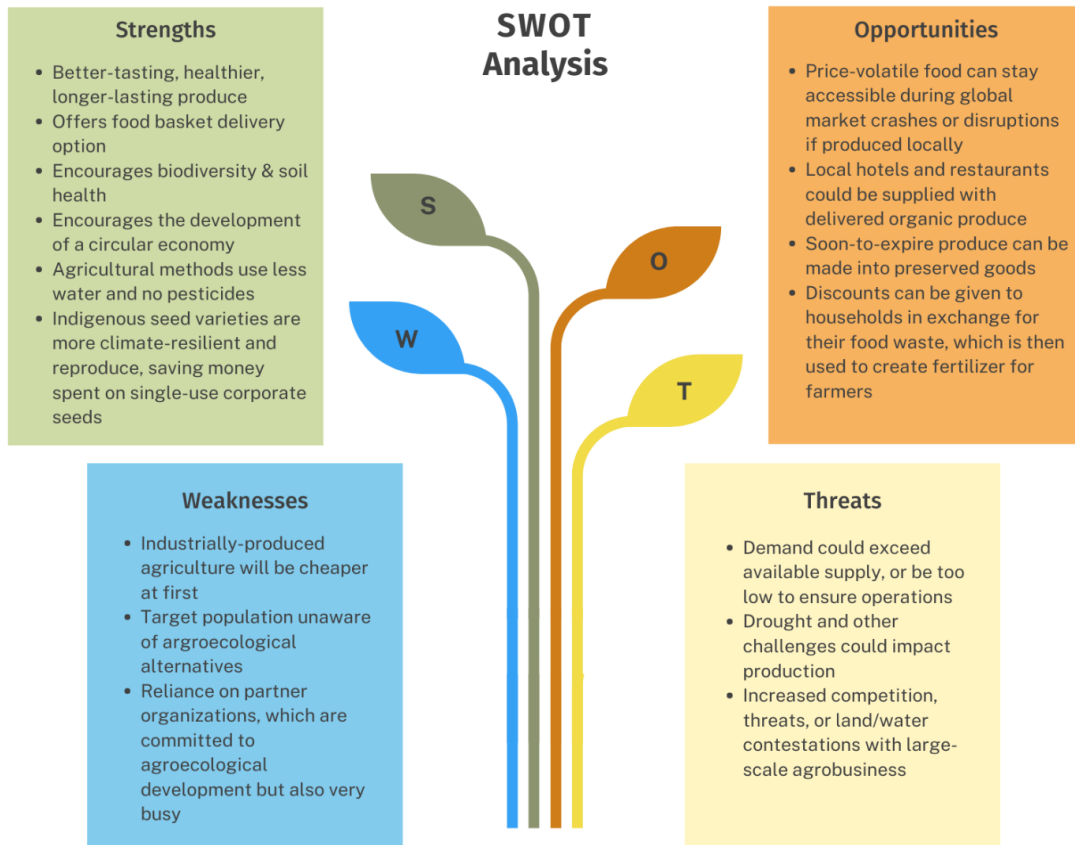 SWOT
Analysis
Strengths
• Better-tasting, healthier,
longer-lasting produce
• Offers food basket delivery
option
• Encourages biodiversity & soil
health
• Encourages the development
of a circular economy
• Agricultural methods use less
water and no pesticides
• Indigenous seed varieties are
more climate-resilient and
reproduce, saving money
spent on single-use corporate
seeds
Opportunities
• Price-volatile food can stay
accessible during global
market crashes or disruptions
if produced locally
• Local hotels and restaurants
could be supplied with
delivered organic produce
• Soon-to-expire produce can be
made into preserved goods
• Discounts can be given to
households in exchange for
their food waste, which is then
used to create fertilizer for
farmers
S
O
W
T
Weaknesses
• Industrially-produced
agriculture will be cheaper
at first
• Target population unaware
of argroecological
alternatives
• Reliance on partner
organizations, which are
committed to
agroecological
development but also very
busy
Threats
• Demand could exceed
available supply, or be too
low to ensure operations
• Drought and other
challenges could impact
production
• Increased competition,
threats, or land/water
contestations with large-
scale agrobusiness